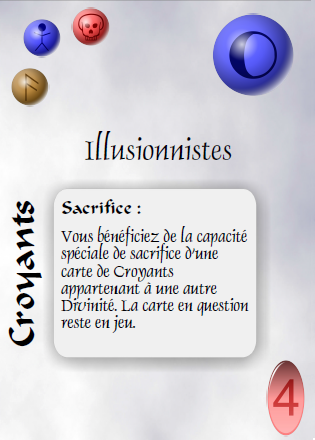 Illusionnistes
Croyants
Sacrifice :
Vous bénéficiez de la capacité
spéciale de sacrifice d'une
carte de Croyants
appartenant à une autre
Divinité. La carte en question
reste en jeu.
4